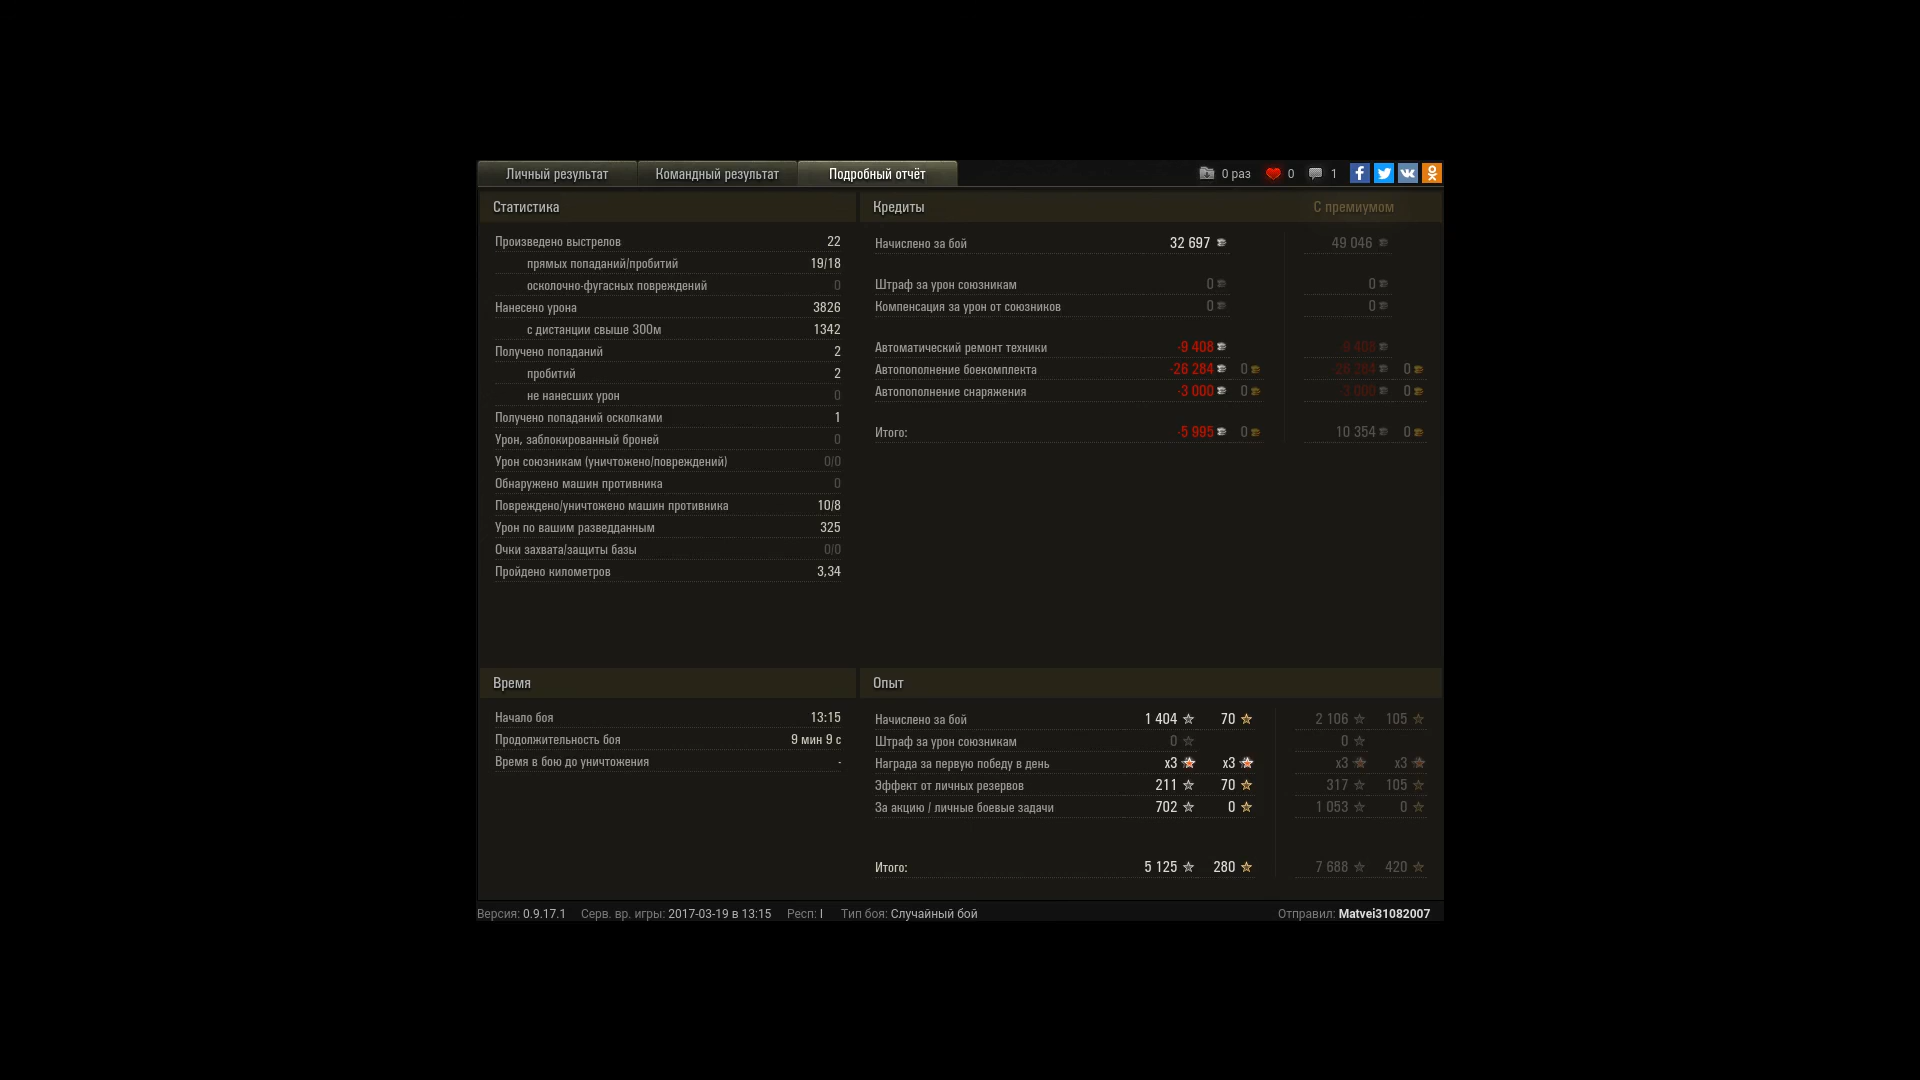 Личный результат Командный результат Подробный отчёт 0 раз 0 1
Статистика
Произведено выстрелов 22
прямых попаданий/пробитий 19/18
осколочно-фугасных повреждений 0
Нанесено урона 3826
с дистанции свыше 300м 1342
Получено попаданий 2
пробитий 2
не нанесших урон 0
Получено попаданий осколками 1
Урон, заблокированный броней 0
Урон союзникам (уничтожено/повреждений) 0/0
Обнаружено машин противника 0
Повреждено/уничтожено машин противника 10/8
Урон по вашим разведданным 325
Очки захвата/защиты базы 0/0
Пройдено километров 3,34
Кредиты С премиумом
Начислено за бой 32 697 49 046
Штраф за урон союзникам 0 0
Компенсация за урон от союзников 0 0
Автоматический ремонт техники -9 408 -9 408
Автопополнение боекомплекта -26 284 0 -26 284 0
Автопополнение снаряжения -3 000 0 -3 000 0
Итого: -5 995 0 10 354 0
Время
Начало боя 13:15
Продолжительность боя 9 мин 9 с
Время в бою до уничтожения -
Опыт
Начислено за бой 1 404 70 2 106 105
Штраф за урон союзникам 0 0
Награда за первую победу в день x3 x3 x3 x3
Эффект от личных резервов 211 70 317 105
За акцию / личные боевые задачи 702 0 1 053 0
Итого: 5 125 280 7 688 420
Версия: 0.9.17.1 Серв. вр. игры: 2017-03-19 в 13:15 Респ: I Тип боя: Случайный бой Отправил: Matvei31082007